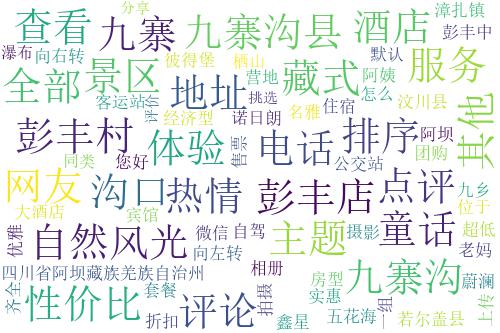 分享
漳扎镇
查看
九寨
九寨沟县
酒店
彭丰中
瀑布
向右转
彼得堡
栖山
默认
服务
全部
景区
营地
藏式
阿姨
怎么
汶川县
其他
客运站
评价
地址
挑选
名雅
住宿
经济型
诺日朗
彭丰村
体验
售票
电话
排序
阿坝
同类
您好
公交站
团购
网友
沟口
热情
彭丰店
点评
九乡
大酒店
宾馆
位于
优雅
自然风光
微信
自驾
主题
摄影
童话
超低
向左转
老妈
四川省阿坝藏族羌族自治州
相册
九寨沟
房型
蔚澜
齐全
性价比
套餐
评论
拍摄
实惠
五花海
一组
上传
折扣
鑫星
若尔盖县